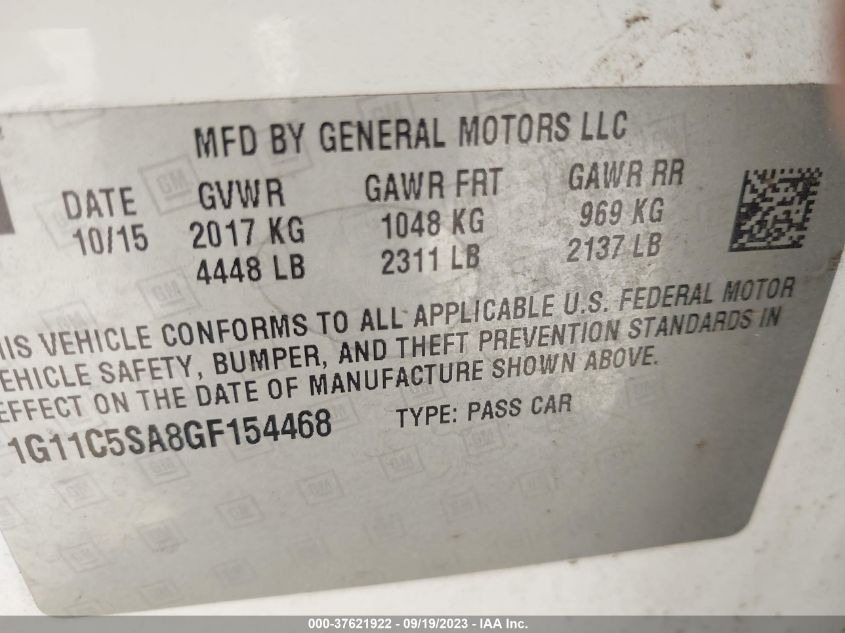 MFD BY GENERAL MOTORS LLC
DATE GVWR GAWR FRT GAWR RR
10/15 2017 KG 1048 KG 969 KG
4448 LB 2311 LB 2137 LB
HIS VEHICLE CONFORMS TO ALL APPLICABLE U.S. FEDERAL MOTOR
EHICLE SAFETY, BUMPER, AND THEFT PREVENTION STANDARDS IN
EFFECT ON THE DATE OF MANUFACTURE SHOWN ABOVE.
1G11C5SA8GF154468 TYPE: PASS CAR
000-37621922 - 09/19/2023 - IAA Inc.